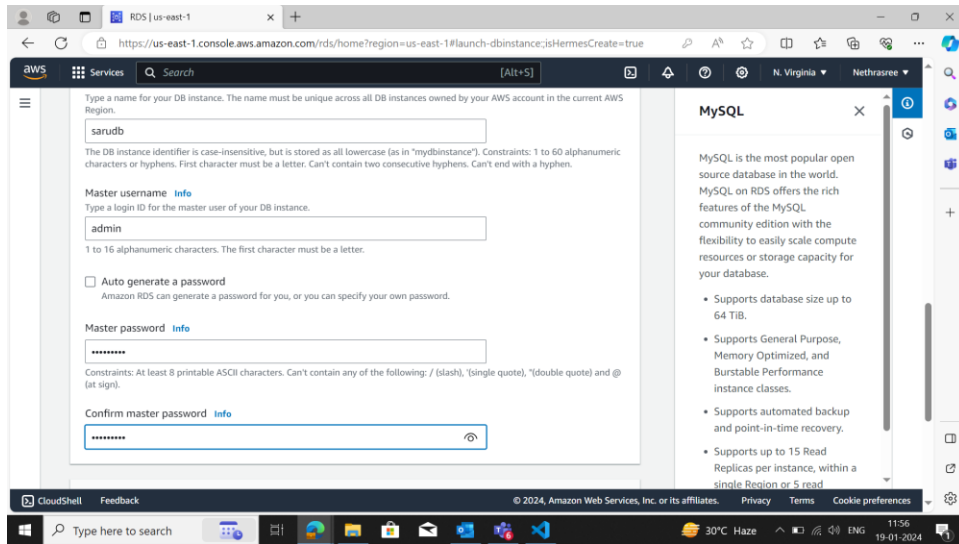 RDS | us-east-1
https://us-east-1.console.aws.amazon.com/rds/home?region=us-east-1#launch-dbinstance:;isHermesCreate=true
aws
Services
Search
[Alt+S]
N. Virginia
Nethrasree
Type a name for your DB instance. The name must be unique across all DB instances owned by your AWS account in the current AWS
Region.
sarudb
The DB instance identifier is case-insensitive, but is stored as all lowercase (as in "mydbinstance"). Constraints: 1 to 60 alphanumeric
characters or hyphens. First character must be a letter. Can't contain two consecutive hyphens. Can't end with a hyphen.
Master username Info
Type a login ID for the master user of your DB instance.
admin
1 to 16 alphanumeric characters. The first character must be a letter.
Auto generate a password
Amazon RDS can generate a password for you, or you can specify your own password.
Master password Info
•••••••••
Constraints: At least 8 printable ASCII characters. Can't contain any of the following: / (slash), '(single quote), "(double quote) and @
(at sign).
Confirm master password Info
•••••••••
MySQL
MySQL is the most popular open
source database in the world.
MySQL on RDS offers the rich
features of the MySQL
community edition with the
flexibility to easily scale compute
resources or storage capacity for
your database.
• Supports database size up to
64 TiB.
• Supports General Purpose,
Memory Optimized, and
Burstable Performance
instance classes.
• Supports automated backup
and point-in-time recovery.
• Supports up to 15 Read
Replicas per instance, within a
single Region or 5 read
CloudShell
Feedback
© 2024, Amazon Web Services, Inc. or its affiliates.
Privacy
Terms
Cookie preferences
Type here to search
30°C Haze
ENG
11:56
19-01-2024